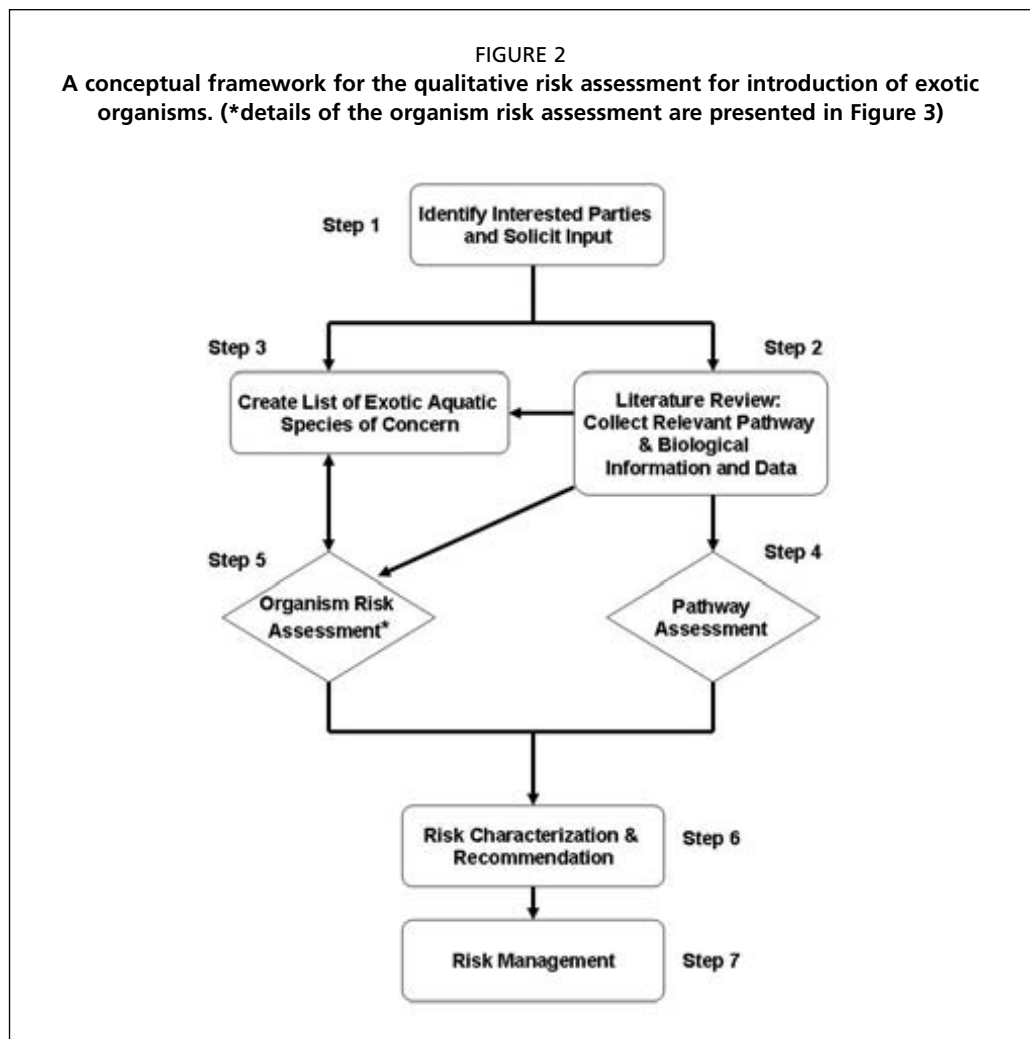 FIGURE 2
A conceptual framework for the qualitative risk assessment for introduction of exotic
organisms. (*details of the organism risk assessment are presented in Figure 3)
Step 1
Identify Interested Parties
and Solicit Input
Step 3
Step 2
Create List of Exotic Aquatic
Species of Concern
Literature Review:
Collect Relevant Pathway
& Biological
Information and Data
Step 5
Step 4
Organism Risk
Assessment*
Pathway
Assessment
Risk Characterization &
Recommendation
Step 6
Risk Management
Step 7